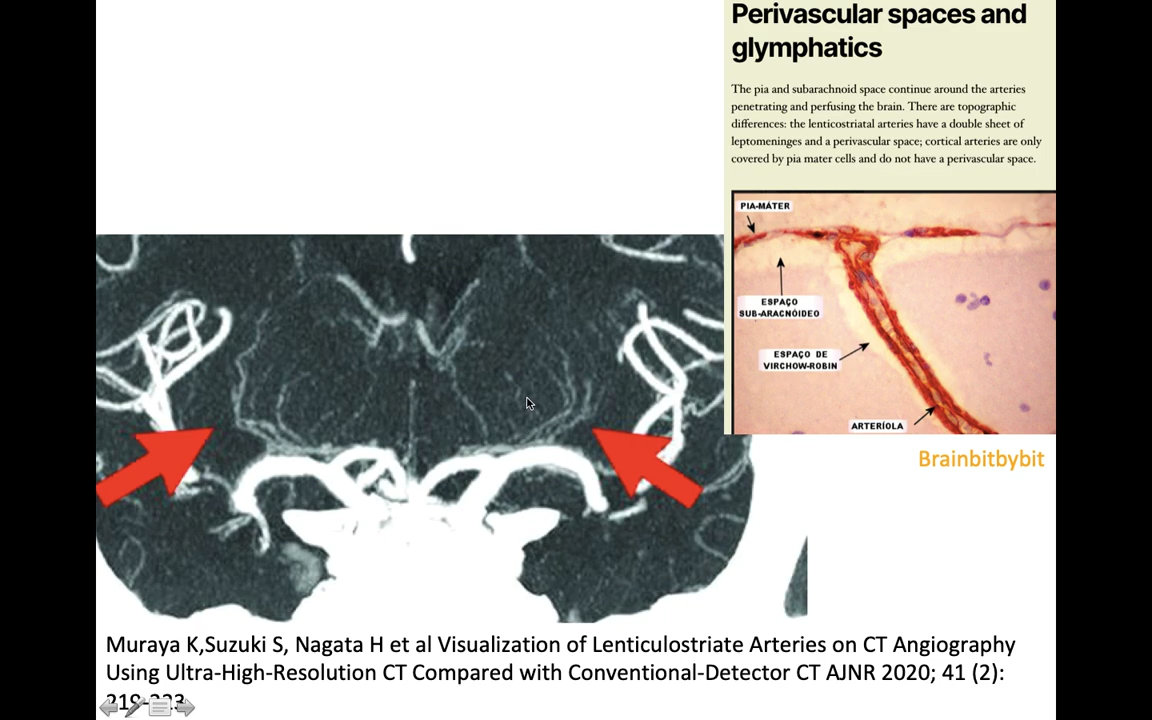 Perivascular spaces and
glymphatics
The pia and subarachnoid space continue around the arteries
penetrating and perfusing the brain. There are topographic
differences: the lenticostriatal arteries have a double sheet of
leptomeninges and a perivascular space; cortical arteries are only
covered by pia mater cells and do not have a perivascular space.
PIA-MÁTER
ESPAÇO
SUB-ARACNÓIDEO
ESPAÇO DE
VIRCHOW-ROBIN
ARTERÍOLA
Brainbitbybit
Muraya K,Suzuki S, Nagata H et al Visualization of Lenticulostriate Arteries on CT Angiography
Using Ultra-High-Resolution CT Compared with Conventional-Detector CT AJNR 2020; 41 (2):
219-223